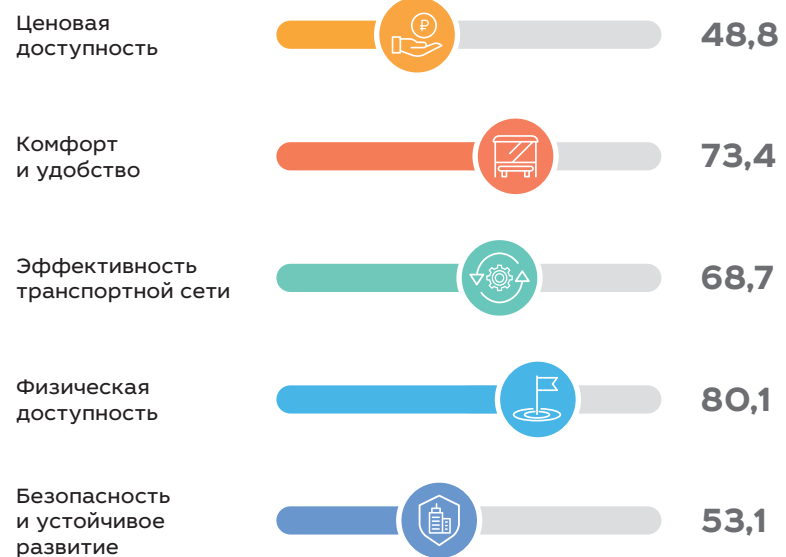 Ценовая
доступность
₽
48,8
Комфорт
и удобство
73,4
Эффективность
транспортной сети
68,7
Физическая
доступность
80,1
Безопасность
и устойчивое
развитие
53,1